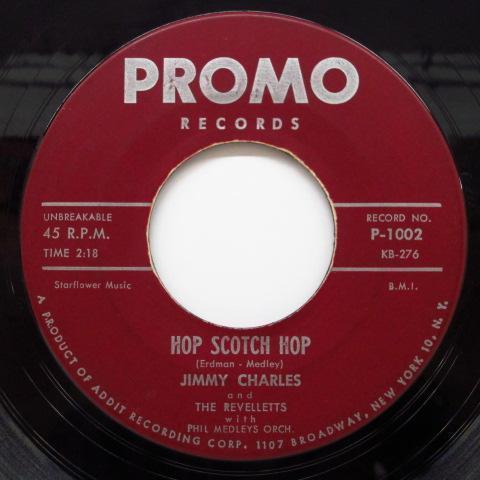 PROMO
RECORDS
UNBREAKABLE
45 R.P.M.
TIME 2:18
RECORD NO.
P-1002
KB-276
Starflower Music
B.M.I.
HOP SCOTCH HOP
(Erdman - Medley)
JIMMY CHARLES
and
THE REVELLETTS
with
PHIL MEDLEYS ORCH.
A PRODUCT OF ADDIT RECORDING CORP. 1107 BROADWAY, NEW YORK 10, N.Y.